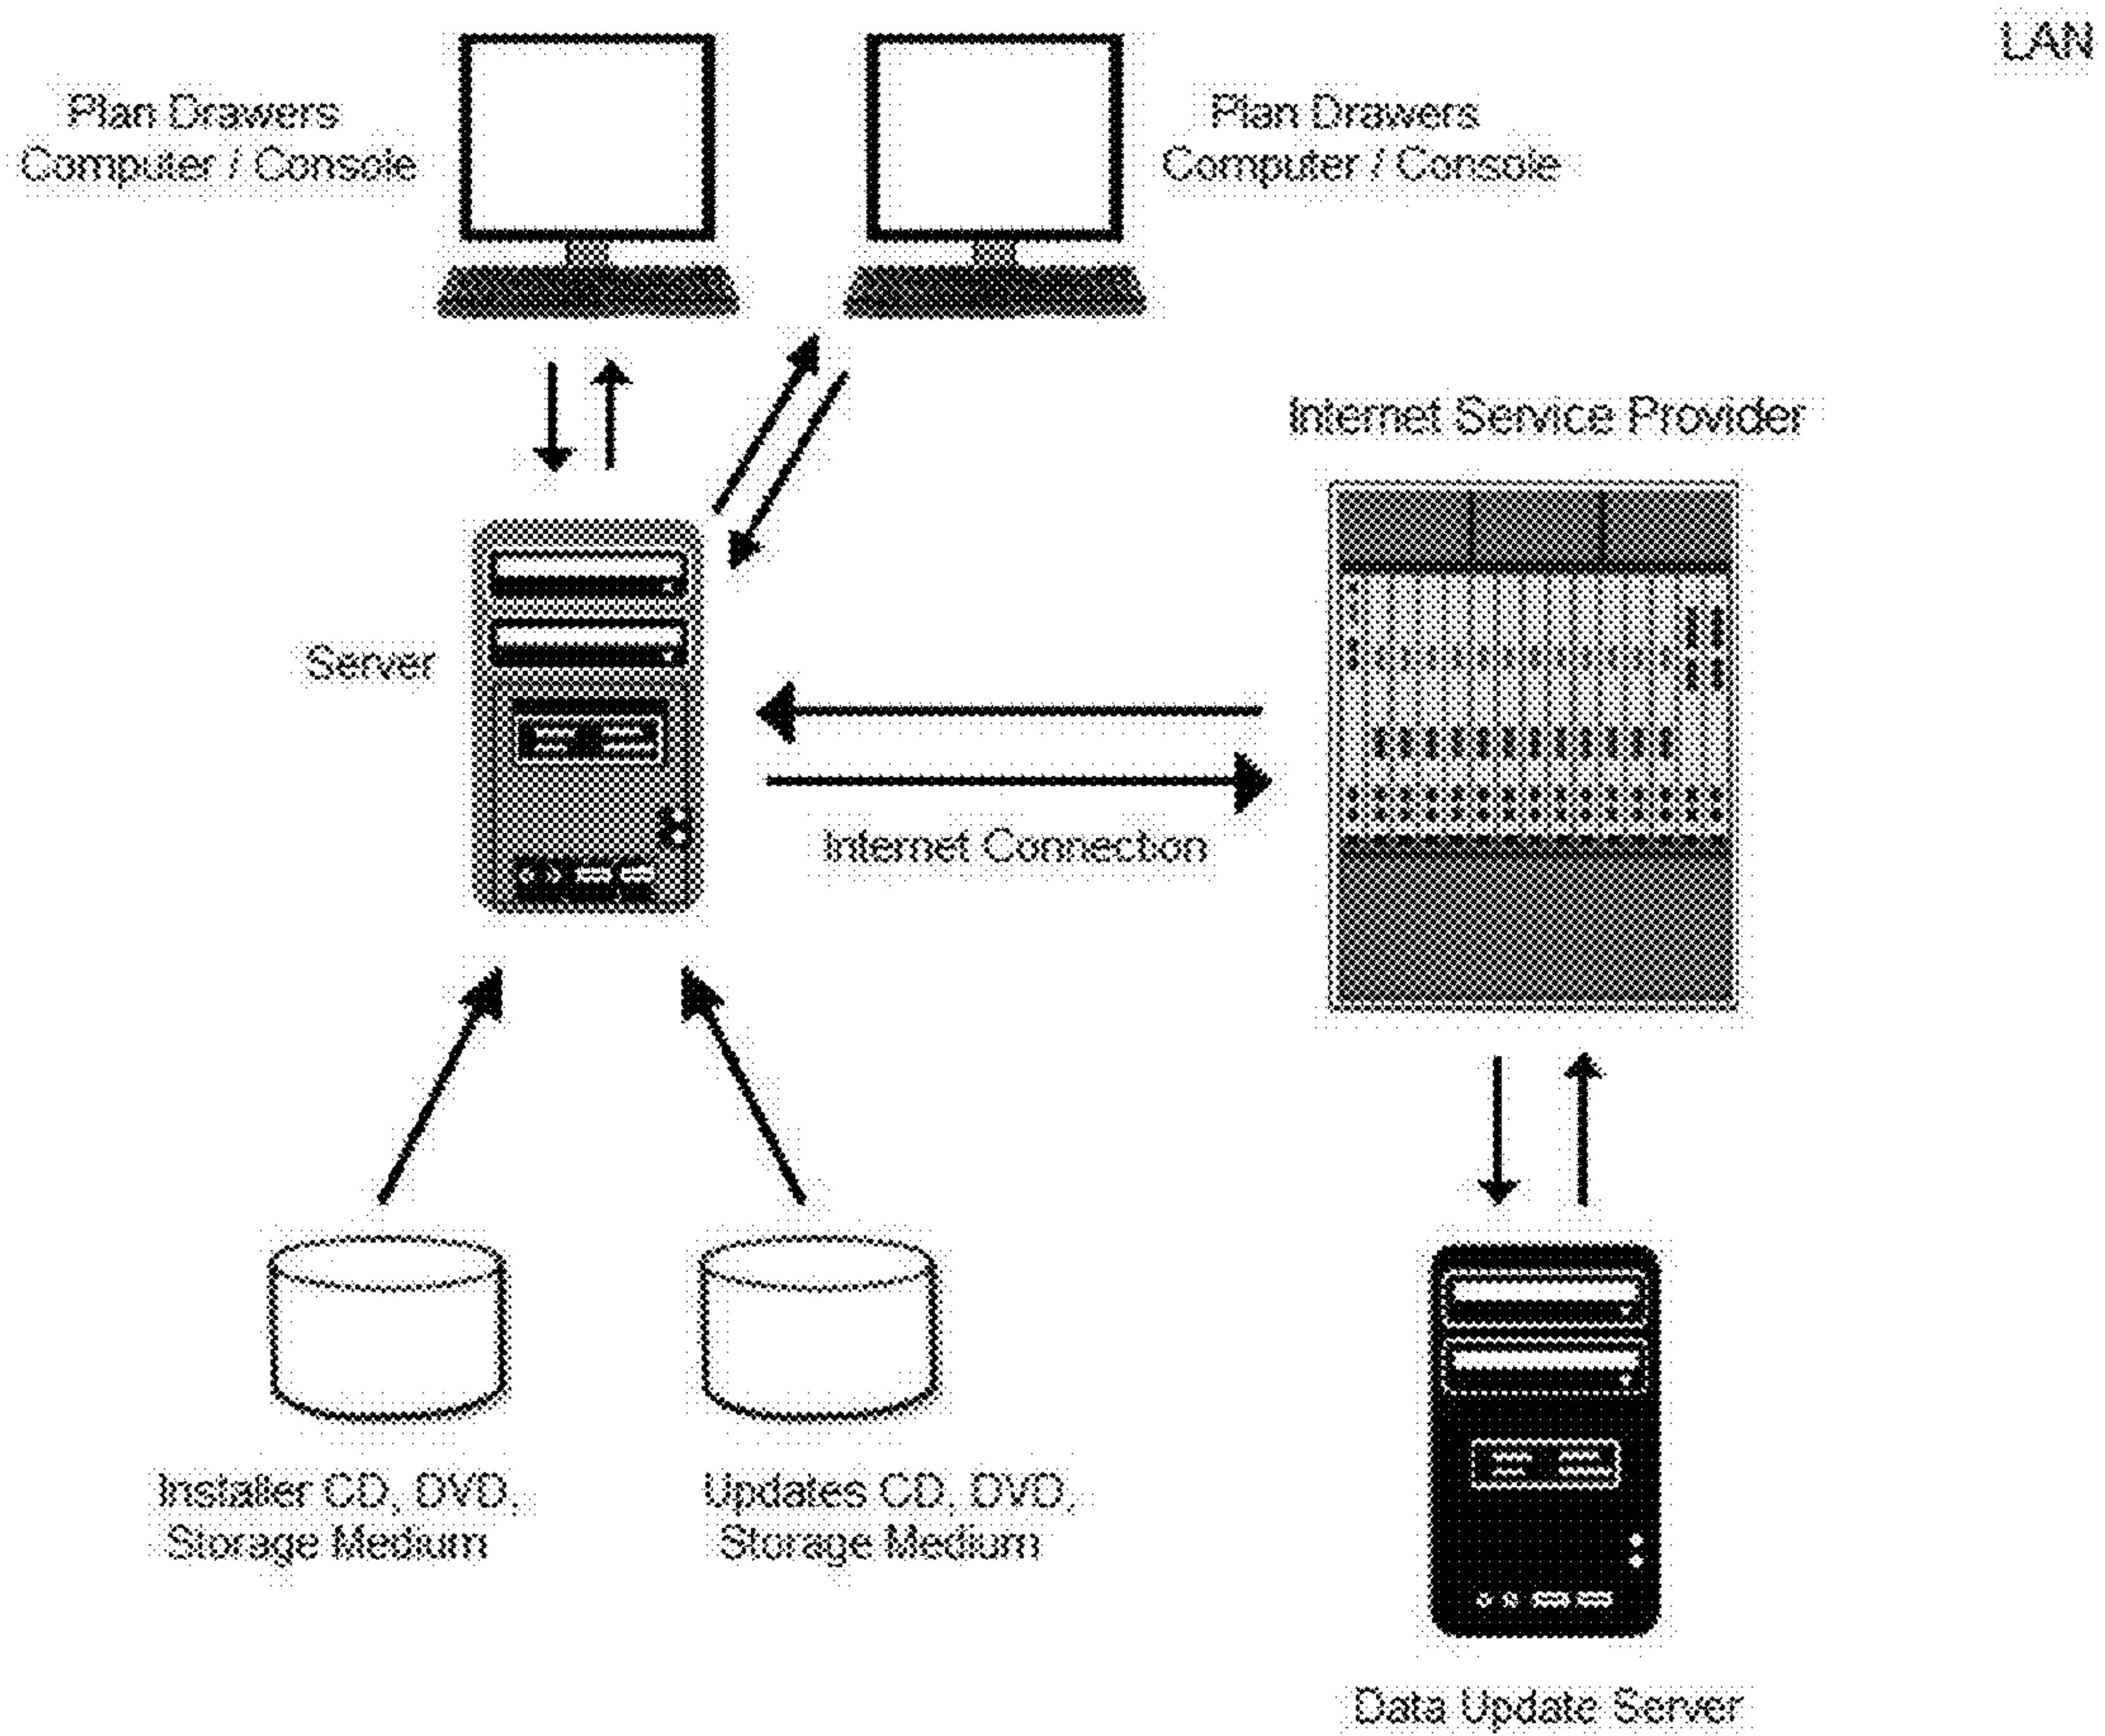 LAN
Plan Drawers
Computer / Console
Plan Drawers
Computer / Console
Internet Service Provider
Server
Internet Connection
Installer CD, DVD,
Storage Medium
Updates CD, DVD,
Storage Medium
Data Update Server